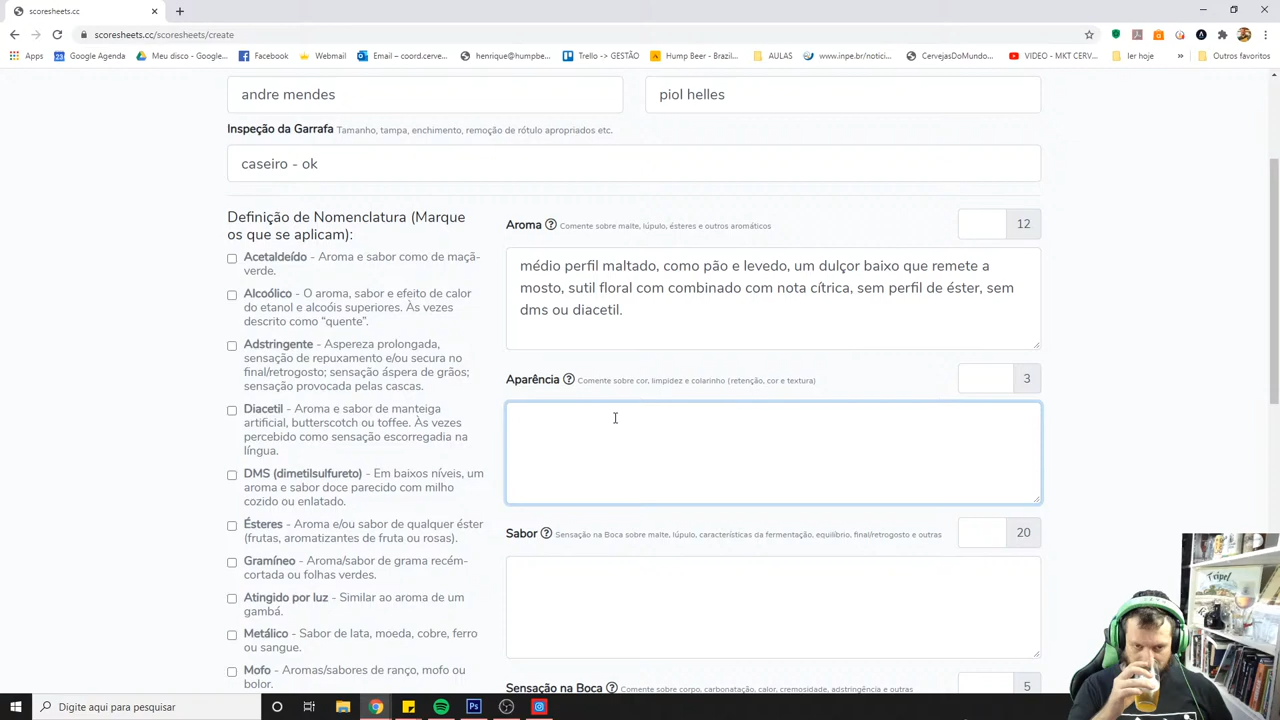 scoresheets.cc
scoresheets.cc/scoresheets/create
Apps
Google Agenda
Meu disco - Google...
Facebook
Webmail
Email – coord.cerve...
henrique@humpbe...
Trello -> GESTÃO
Hump Beer - Brazil...
AULAS
www.inpe.br/notici...
CervejasDoMundo...
VIDEO - MKT CERV...
ler hoje
Outros favoritos
andre mendes
piol helles
Inspeção da Garrafa Tamanho, tampa, enchimento, remoção de rótulo apropriados etc.
caseiro - ok
Definição de Nomenclatura (Marque
os que se aplicam):
Acetaldeído - Aroma e sabor como de maçã-
verde.
Alcoólico - O aroma, sabor e efeito de calor
do etanol e alcoóis superiores. Às vezes
descrito como “quente”.
Adstringente - Aspereza prolongada,
sensação de repuxamento e/ou secura no
final/retrogosto; sensação áspera de grãos;
sensação provocada pelas cascas.
Diacetil - Aroma e sabor de manteiga
artificial, butterscotch ou toffee. Às vezes
percebido como sensação escorregadia na
língua.
DMS (dimetilsulfureto) - Em baixos níveis, um
aroma e sabor doce parecido com milho
cozido ou enlatado.
Ésteres - Aroma e/ou sabor de qualquer éster
(frutas, aromatizantes de fruta ou rosas).
Gramíneo - Aroma/sabor de grama recém-
cortada ou folhas verdes.
Atingido por luz - Similar ao aroma de um
gambá.
Metálico - Sabor de lata, moeda, cobre, ferro
ou sangue.
Mofo - Aromas/sabores de ranço, mofo ou
bolor.
Aroma Comente sobre malte, lúpulo, ésteres e outros aromáticos
12
médio perfil maltado, como pão e levedo, um dulçor baixo que remete a
mosto, sutil floral com combinado com nota cítrica, sem perfil de éster, sem
dms ou diacetil.
Aparência Comente sobre cor, limpidez e colarinho (retenção, cor e textura)
3
Sabor Sensação na Boca sobre malte, lúpulo, características da fermentação, equilíbrio, final/retrogosto e outras
20
Sensação na Boca Comente sobre corpo, carbonatação, calor, cremosidade, adstringência e outras
5
Tripel
Digite aqui para pesquisar